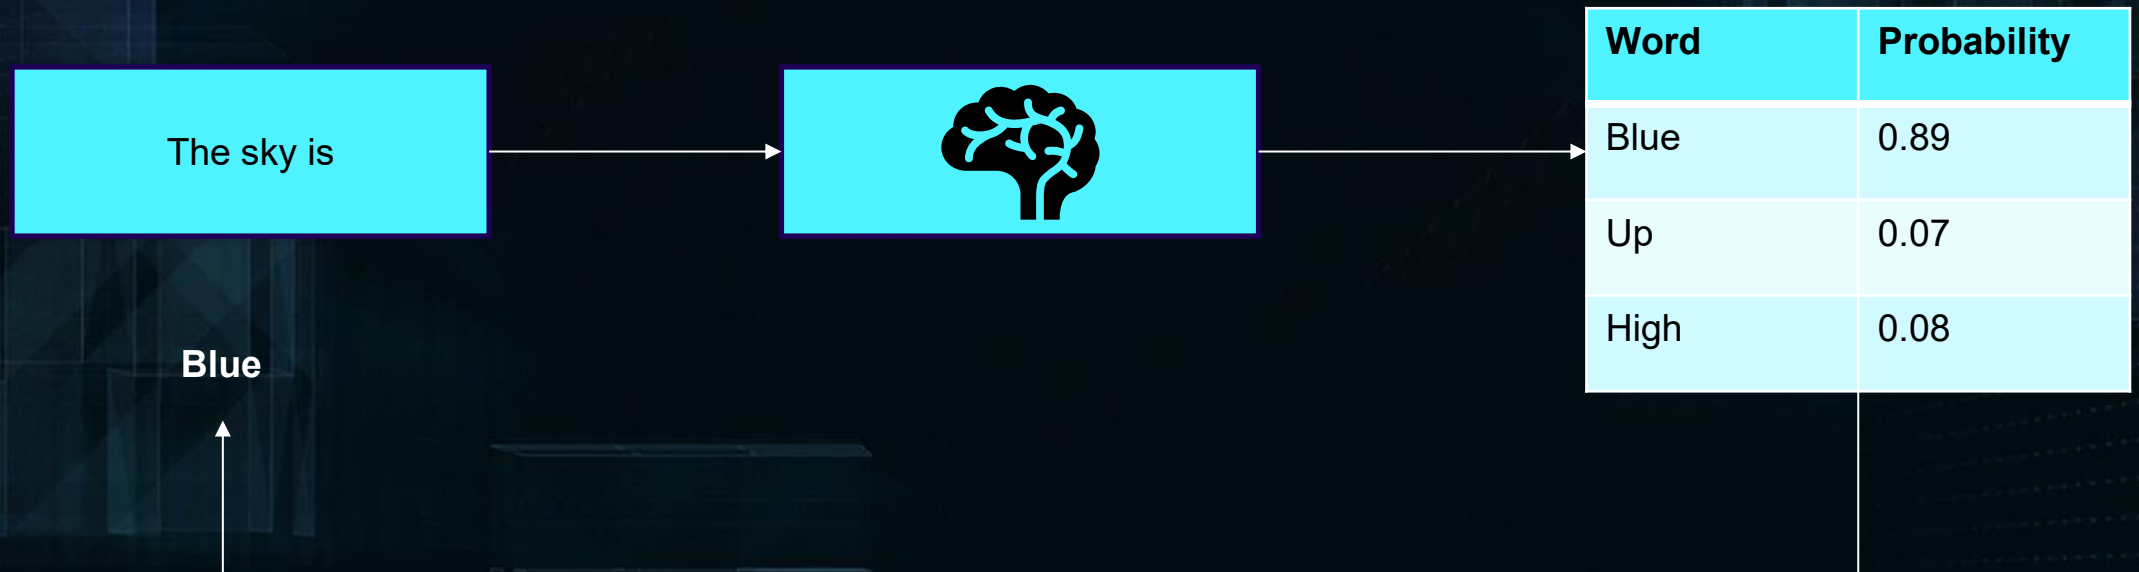 The sky is
Word Probability
Blue 0.89
Up 0.07
High 0.08
Blue